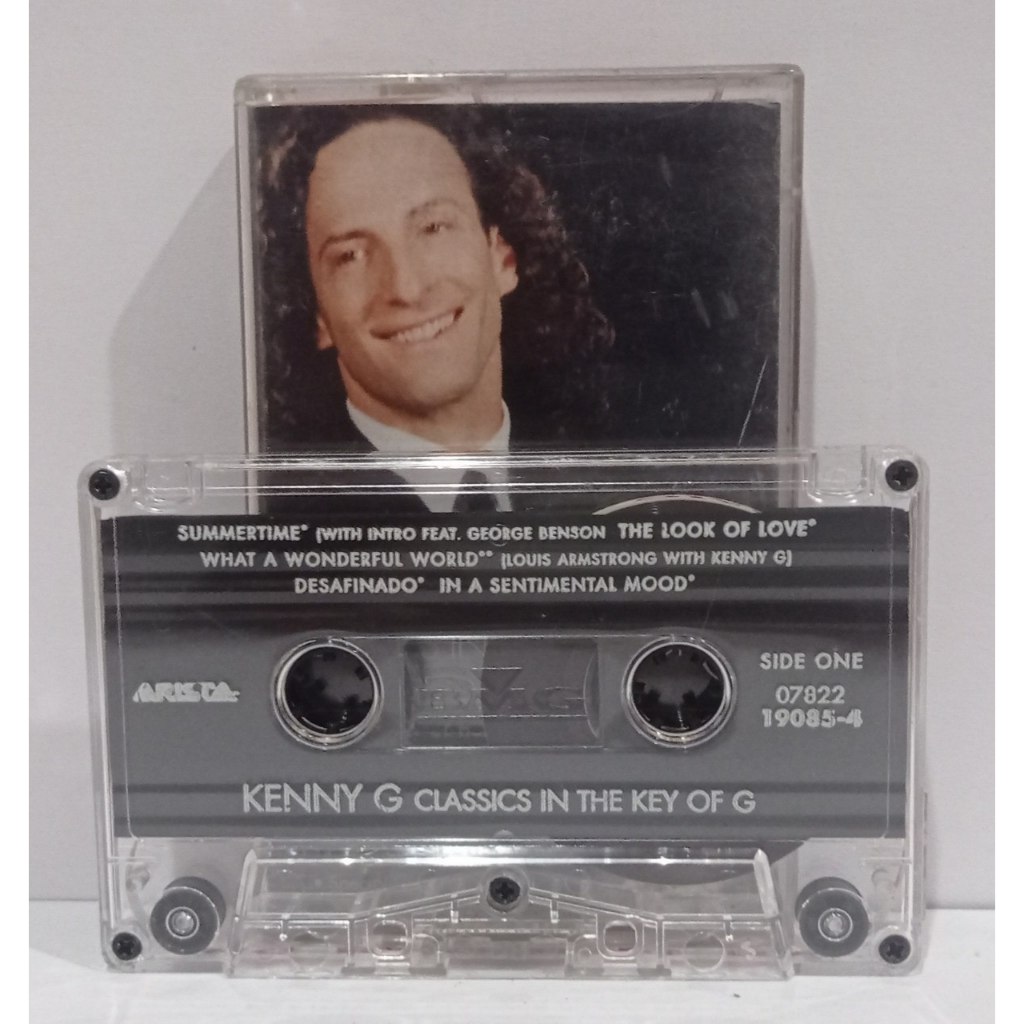 SUMMERTIME* (WITH INTRO FEAT. GEORGE BENSON THE LOOK OF LOVE*
WHAT A WONDERFUL WORLD** (LOUIS ARMSTRONG WITH KENNY G)
DESAFINADO* IN A SENTIMENTAL MOOD*
ARISTA
BMG
SIDE ONE
07822
19085-4
KENNY G CLASSICS IN THE KEY OF G